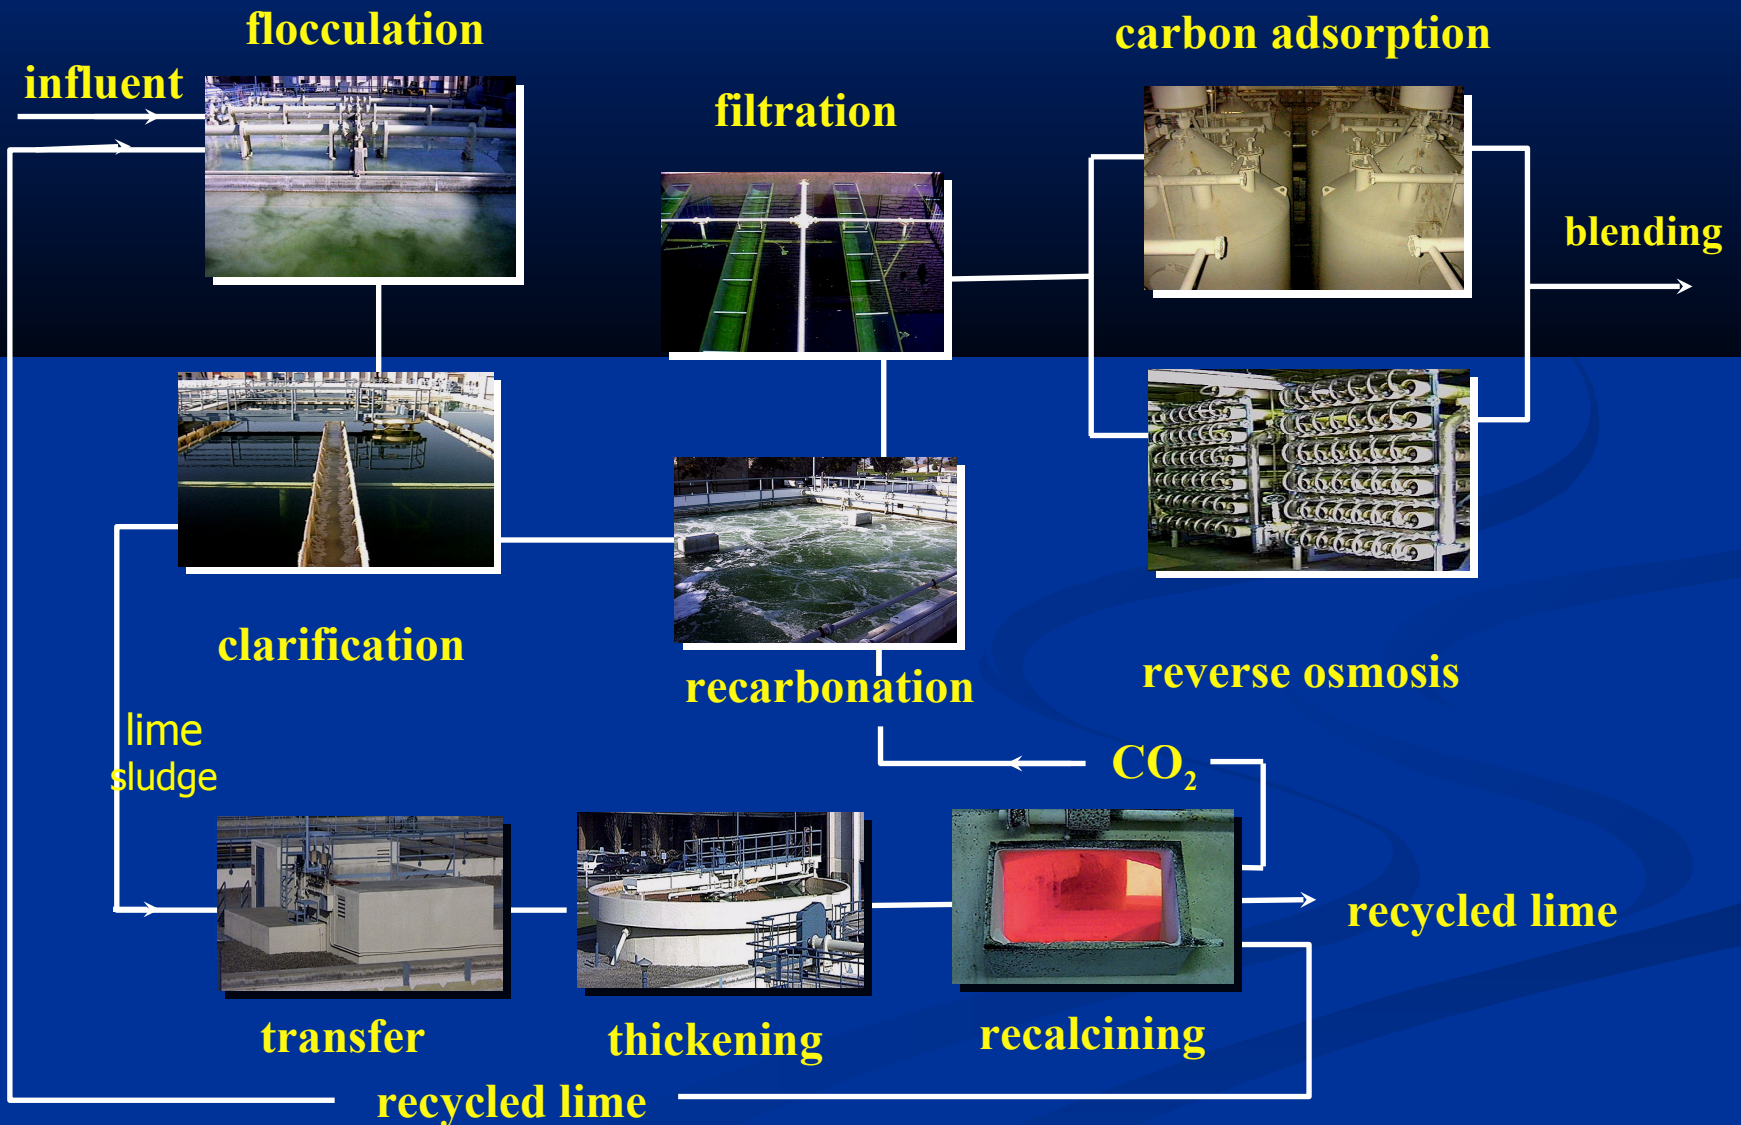 flocculation
carbon adsorption
influent
filtration
blending
clarification
reverse osmosis
recarbonation
lime
sludge
CO₂
recycled lime
transfer
thickening
recalcining
recycled lime